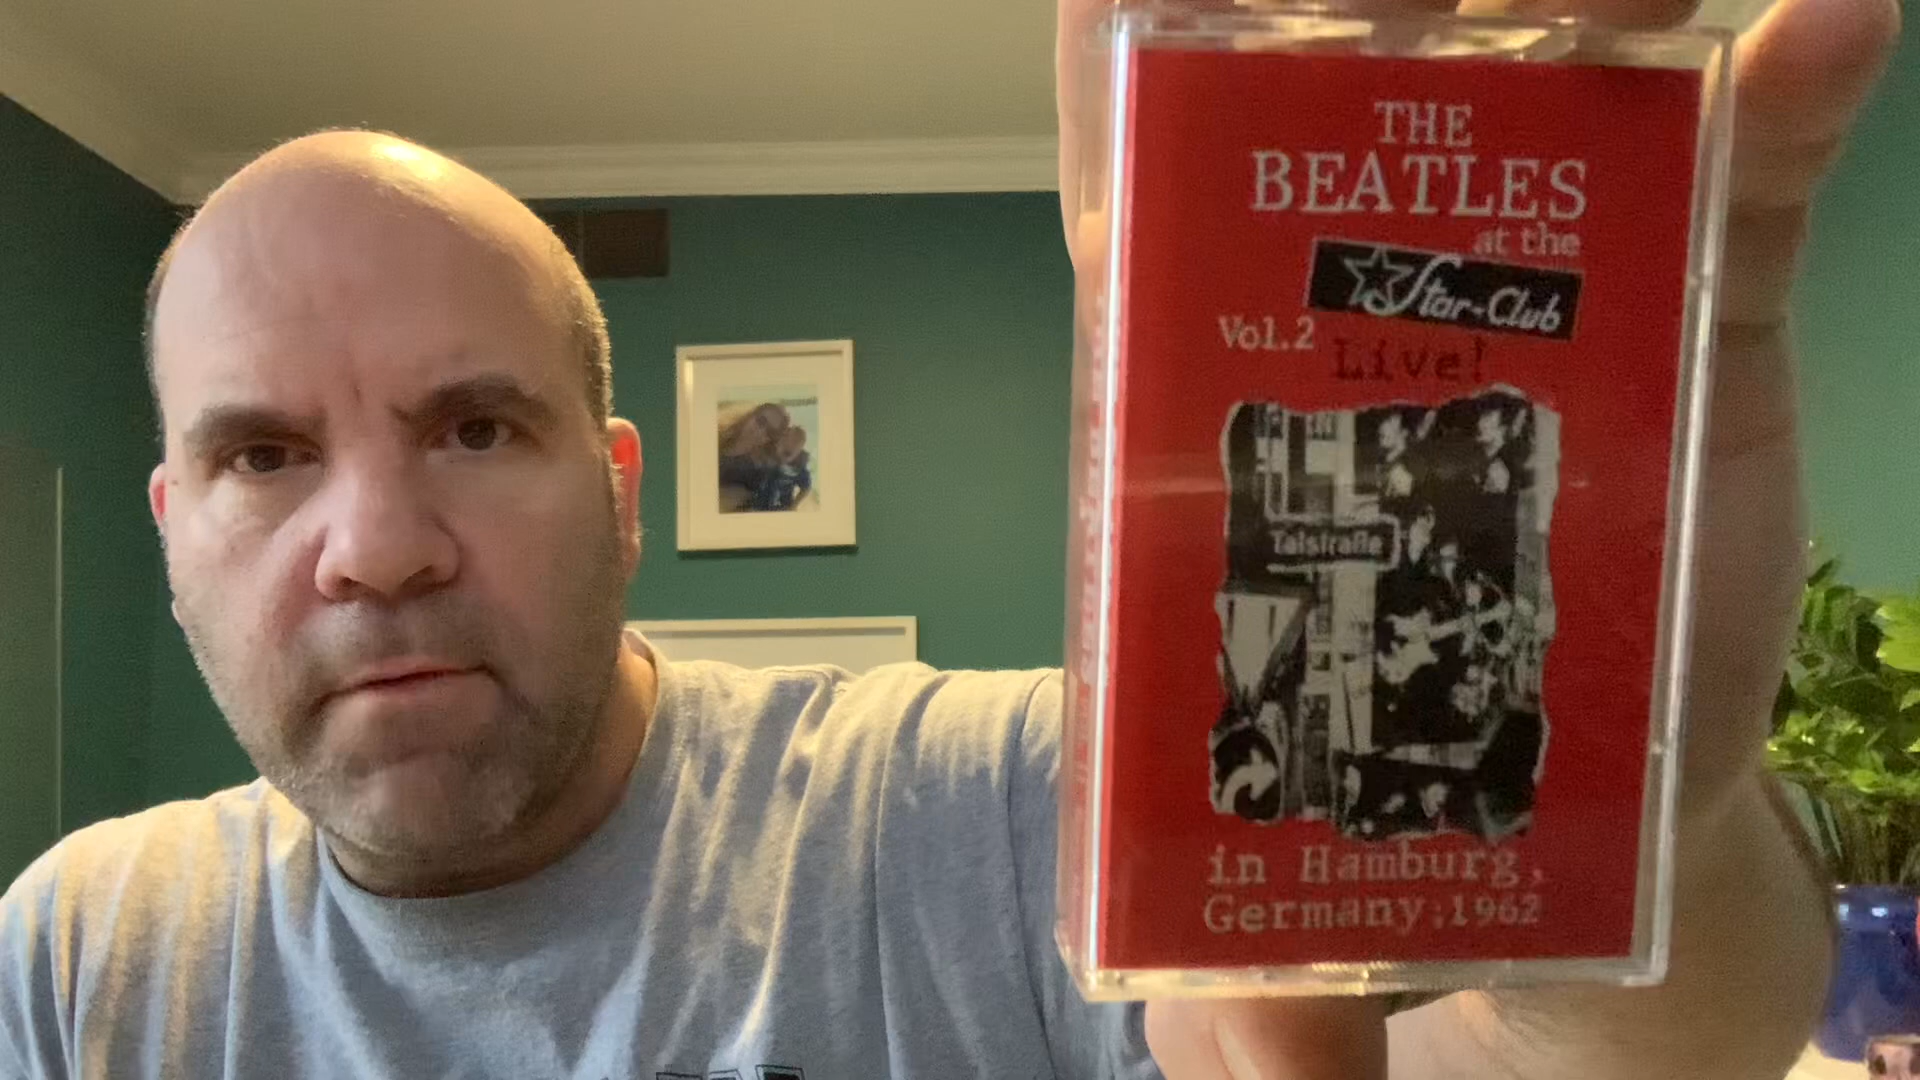 THE
BEATLES
at the
Star-Club
Vol.2
Live!
Talstraße
in Hamburg,
Germany;1962